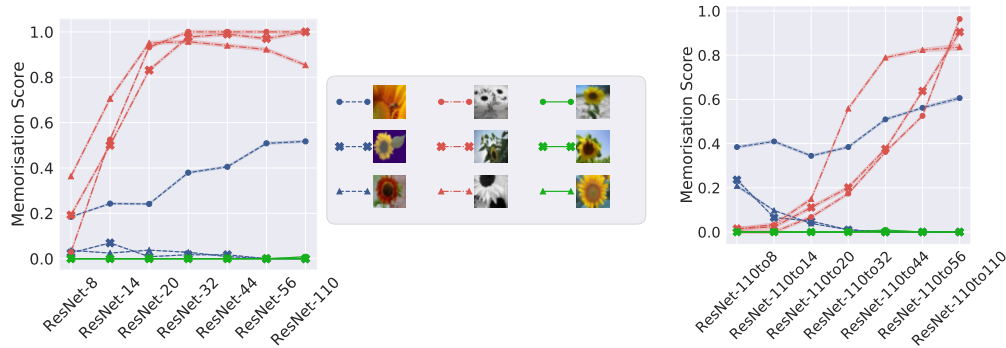 Memorisation Score
1.0
0.8
0.6
0.4
0.2
0.0
ResNet-8
ResNet-14
ResNet-20
ResNet-32
ResNet-44
ResNet-56
ResNet-110
Memorisation Score
1.0
0.8
0.6
0.4
0.2
0.0
ResNet-110to8
ResNet-110to14
ResNet-110to20
ResNet-110to32
ResNet-110to44
ResNet-110to56
ResNet-110to110